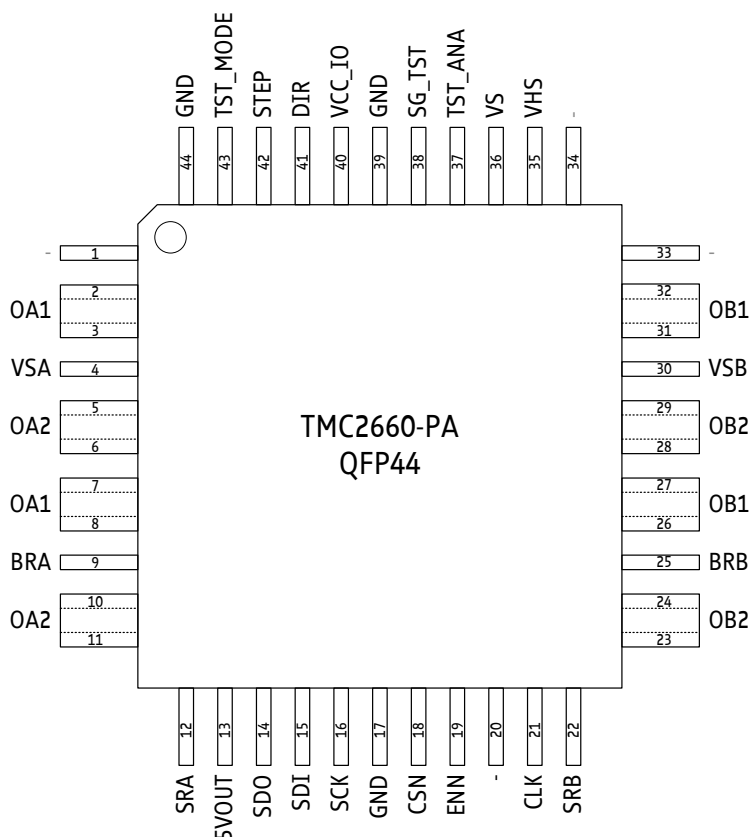 GND
TST_MODE
STEP
DIR
VCC_IO
GND
SG_TST
TST_ANA
VS
VHS
-
44
43
42
41
40
39
38
37
36
35
34
- 1
33 -
OA1
2
3
32
31
OB1
VSA 4
30 VSB
OA2
5
6
29
28
OB2
TMC2660-PA
QFP44
OA1
7
8
27
26
OB1
BRA 9
25 BRB
OA2
10
11
24
23
OB2
12
13
14
15
16
17
18
19
20
21
22
SRA
5VOUT
SDO
SDI
SCK
GND
CSN
ENN
-
CLK
SRB